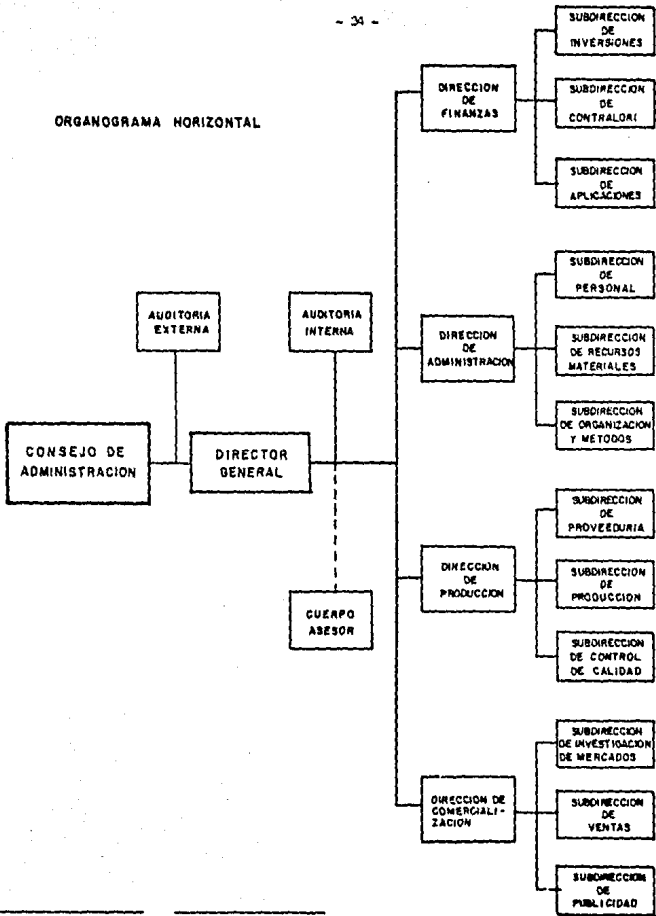 ~ 34 ~
ORGANOGRAMA HORIZONTAL
CONSEJO DE
ADMINISTRACION
AUDITORIA
EXTERNA
DIRECTOR
GENERAL
AUDITORIA
INTERNA
CUERPO
ASESOR
DIRECCION
DE
FINANZAS
SUBDIRECCION
DE
INVERSIONES
SUBDIRECCION
DE
CONTRALORI
SUBDIRECCION
DE
APLICACIONES
DIRECCION
DE
ADMINISTRACION
SUBDIRECCION
DE
PERSONAL
SUBDIRECCION
DE RECURSOS
MATERIALES
SUBDIRECCION
DE ORGANIZACION
Y METODOS
DIRECCION
DE
PRODUCCION
SUBDIRECCION
DE
PROVEEDURIA
SUBDIRECCION
DE
PRODUCCION
SUBDIRECCION
DE CONTROL
DE CALIDAD
DIRECCION DE
COMERCIALI-
ZACION
SUBDIRECCION
DE INVESTIGACION
DE MERCADOS
SUBDIRECCION
DE
VENTAS
SUBDIRECCION
DE
PUBLICIDAD